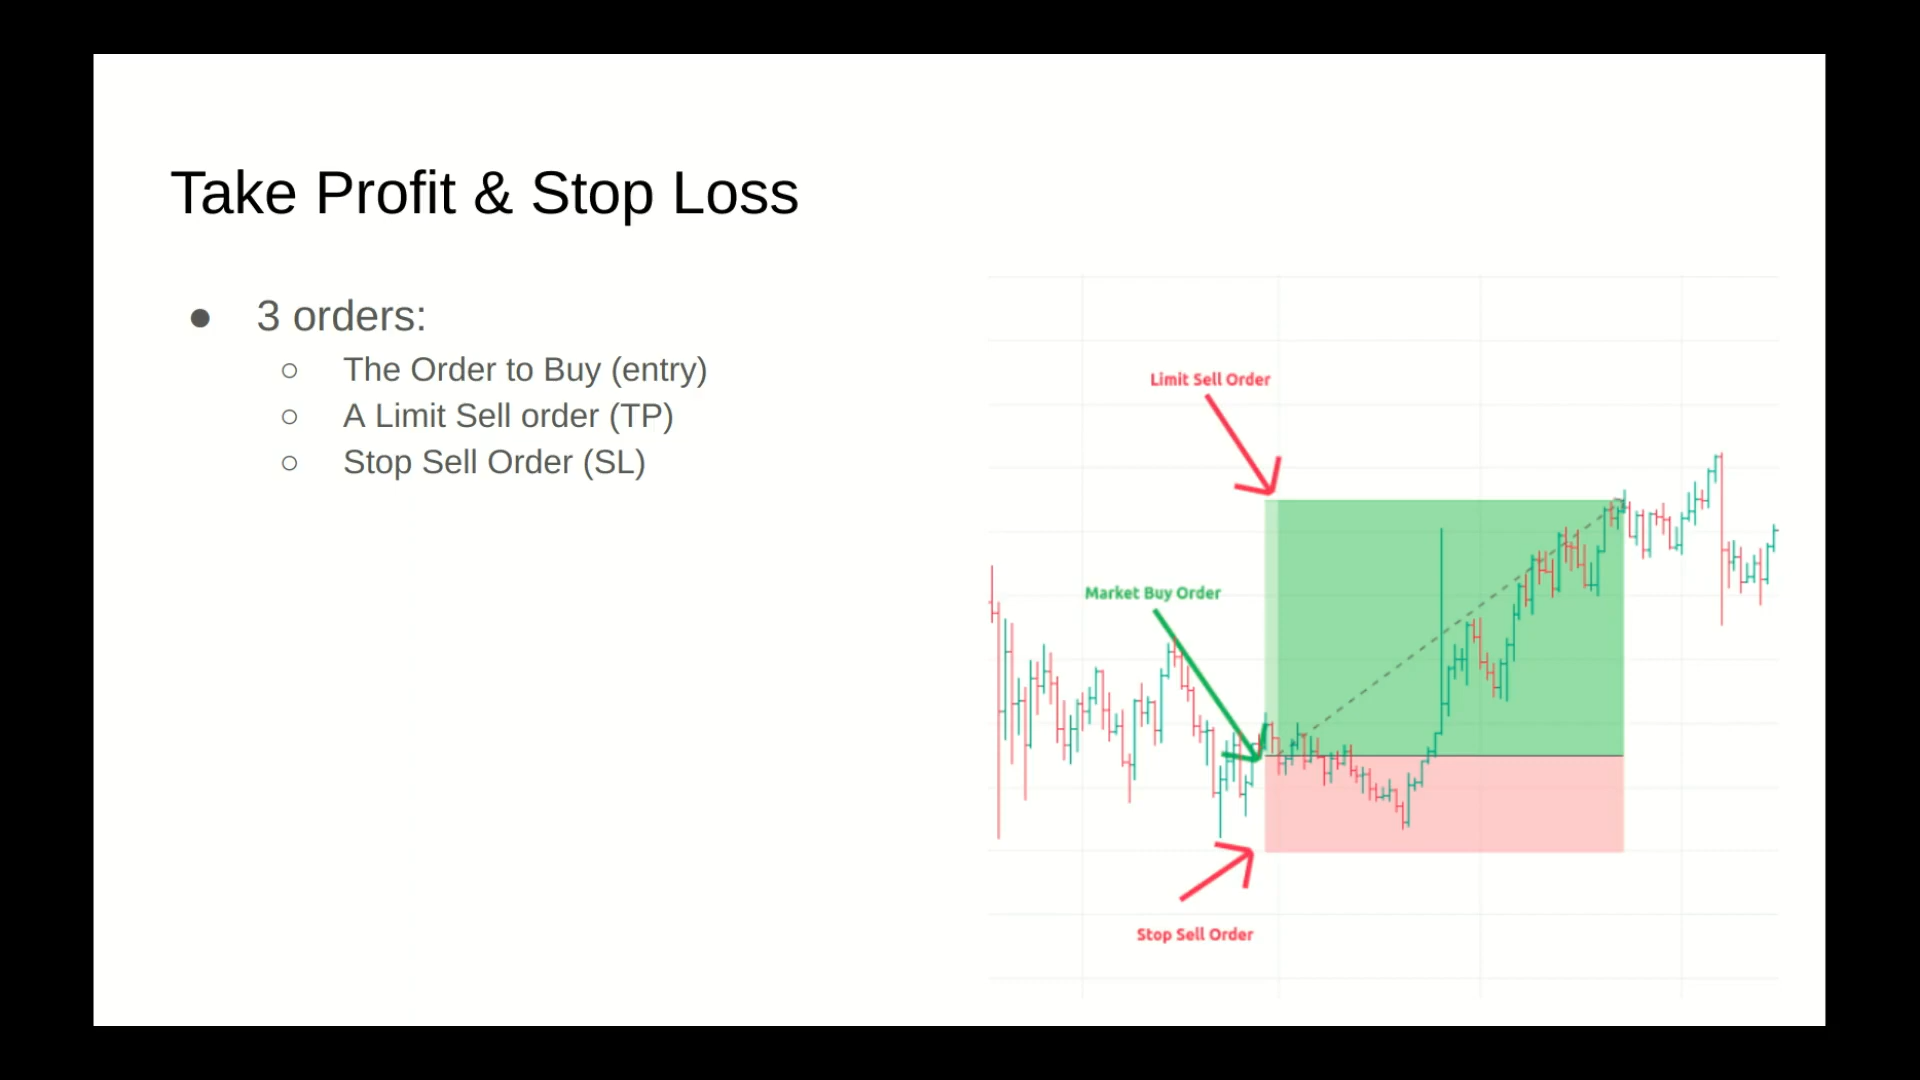 Take Profit & Stop Loss
● 3 orders:
○ The Order to Buy (entry)
○ A Limit Sell order (TP)
○ Stop Sell Order (SL)
Limit Sell Order
Market Buy Order
Stop Sell Order